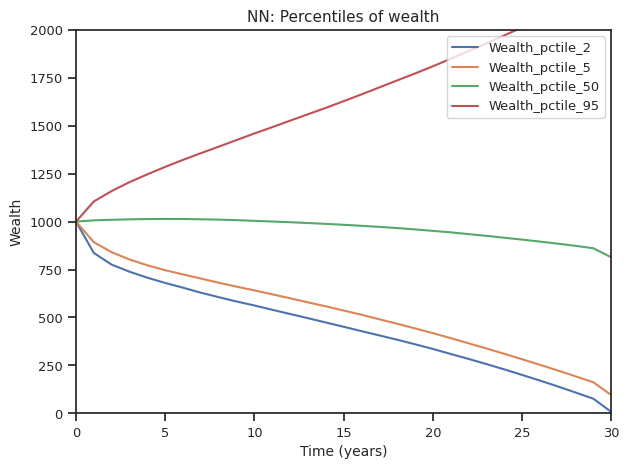 NN: Percentiles of wealth
2000
1750
1500
1250
1000
750
500
250
0
Wealth
Wealth_pctile_2
Wealth_pctile_5
Wealth_pctile_50
Wealth_pctile_95
0 5 10 15 20 25 30
Time (years)